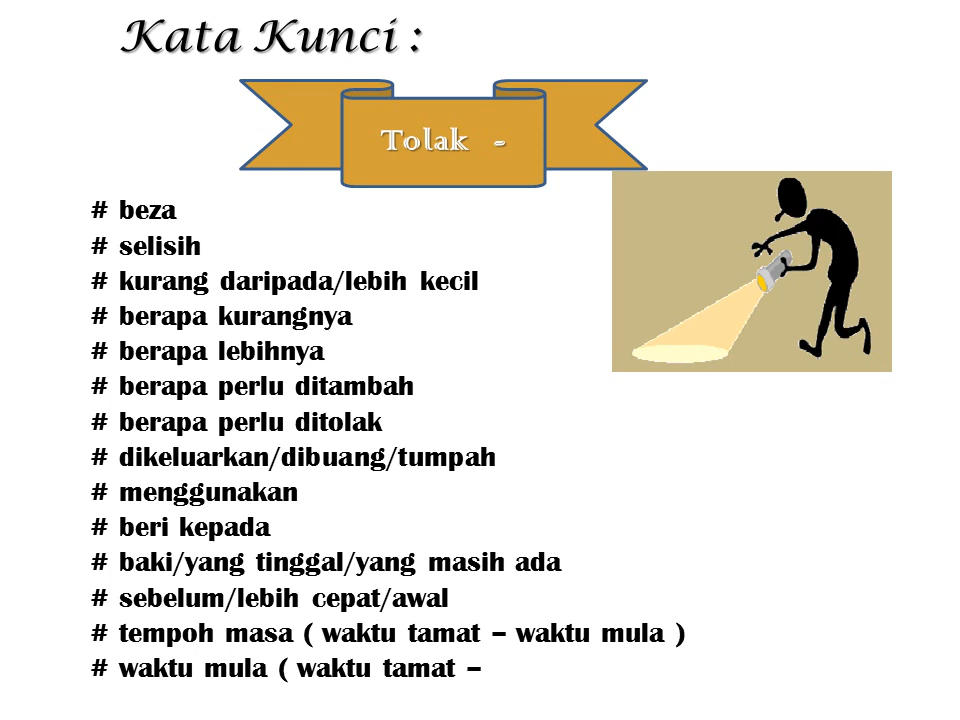 Kata Kunci :
Tolak -
# beza
# selisih
# kurang daripada/lebih kecil
# berapa kurangnya
# berapa lebihnya
# berapa perlu ditambah
# berapa perlu ditolak
# dikeluarkan/dibuang/tumpah
# menggunakan
# beri kepada
# baki/yang tinggal/yang masih ada
# sebelum/lebih cepat/awal
# tempoh masa ( waktu tamat – waktu mula )
# waktu mula ( waktu tamat –